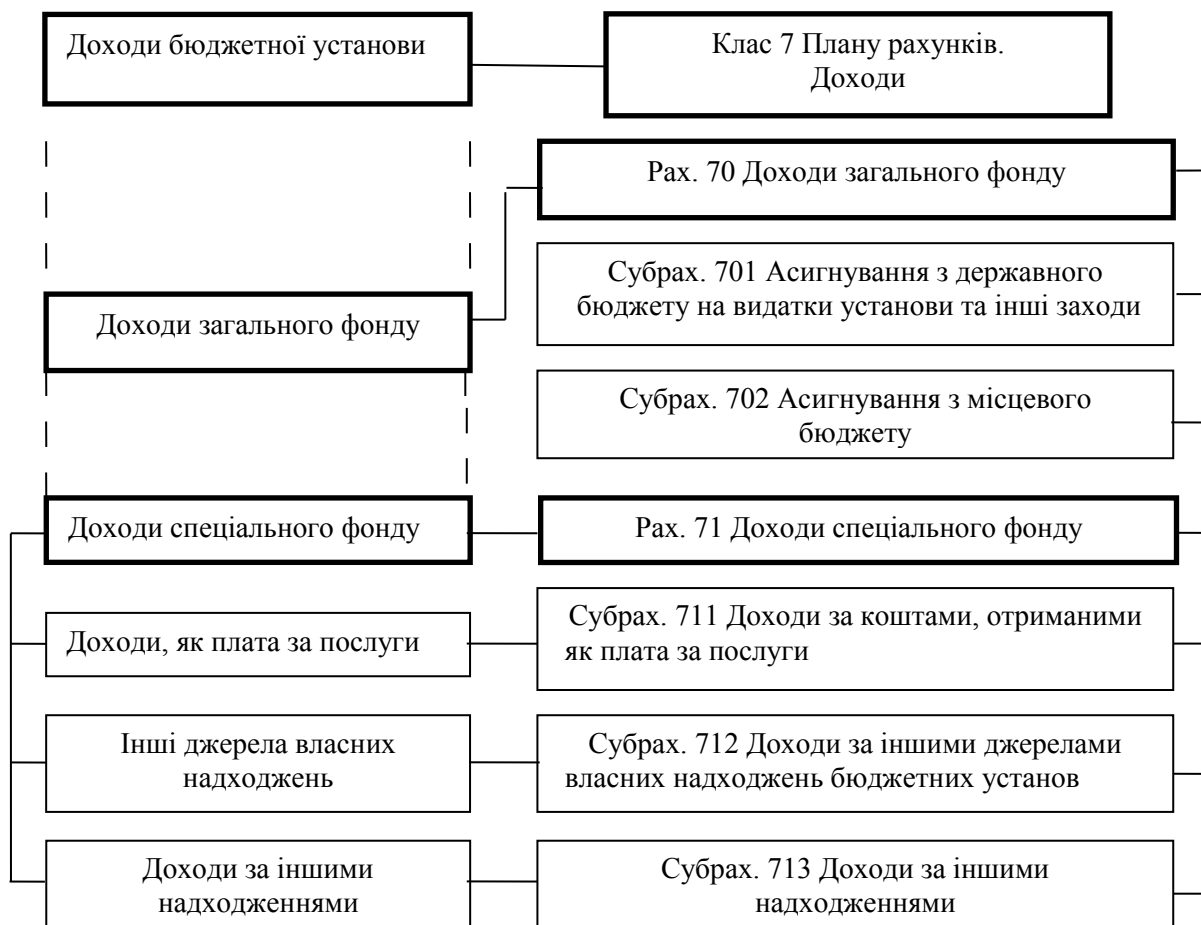 Доходи бюджетної установи
Клас 7 Плану рахунків.
Доходи
Рах. 70 Доходи загального фонду
Субрах. 701 Асигнування з державного
бюджету на видатки установи та інші заходи
Доходи загального фонду
Субрах. 702 Асигнування з місцевого
бюджету
Доходи спеціального фонду
Рах. 71 Доходи спеціального фонду
Доходи, як плата за послуги
Субрах. 711 Доходи за коштами, отриманими
як плата за послуги
Інші джерела власних
надходжень
Субрах. 712 Доходи за іншими джерелами
власних надходжень бюджетних установ
Доходи за іншими
надходженнями
Субрах. 713 Доходи за іншими
надходженнями